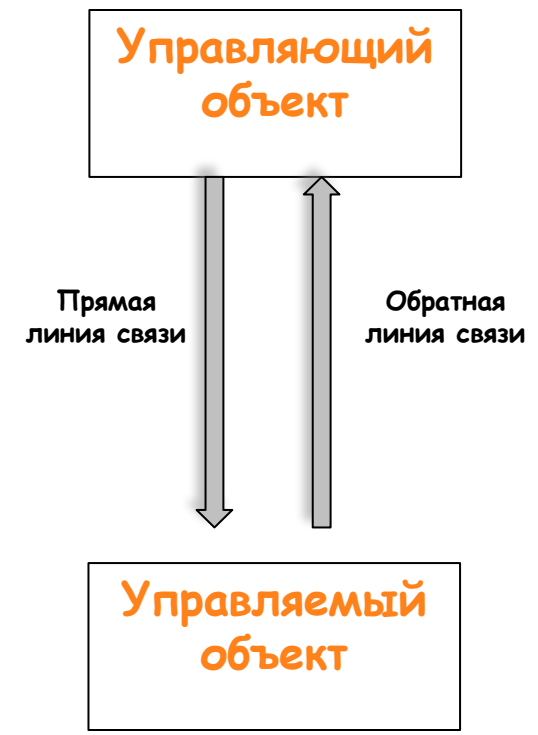 Управляющий
объект
Прямая
линия связи
Обратная
линия связи
Управляемый
объект